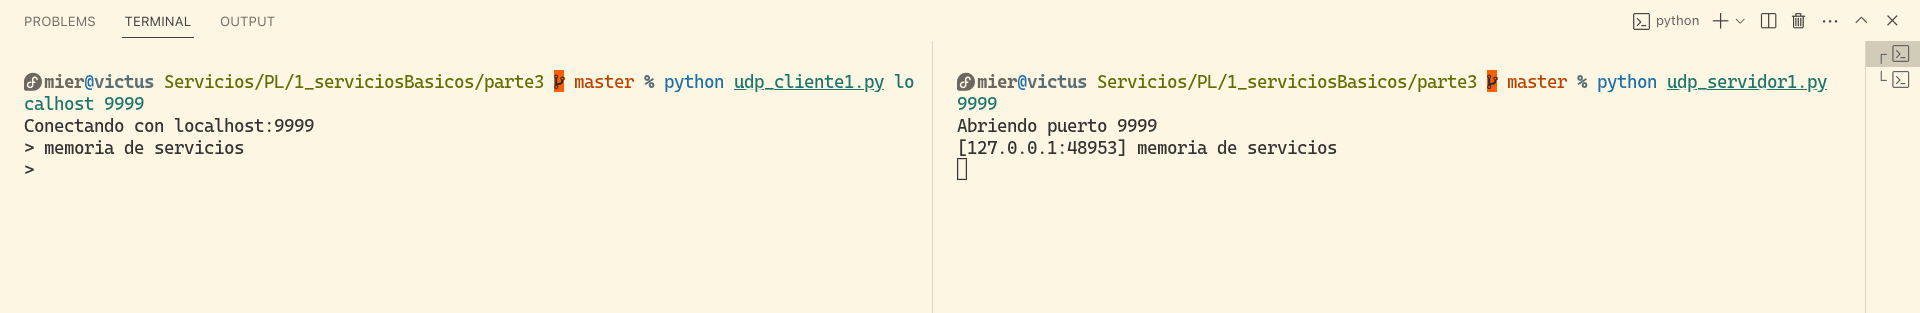 PROBLEMS TERMINAL OUTPUT python
mier@victus Servicios/PL/1_serviciosBasicos/parte3 master % python udp_cliente1.py lo
calhost 9999
Conectando con localhost:9999
> memoria de servicios
>
mier@victus Servicios/PL/1_serviciosBasicos/parte3 master % python udp_servidor1.py
9999
Abriendo puerto 9999
[127.0.0.1:48953] memoria de servicios